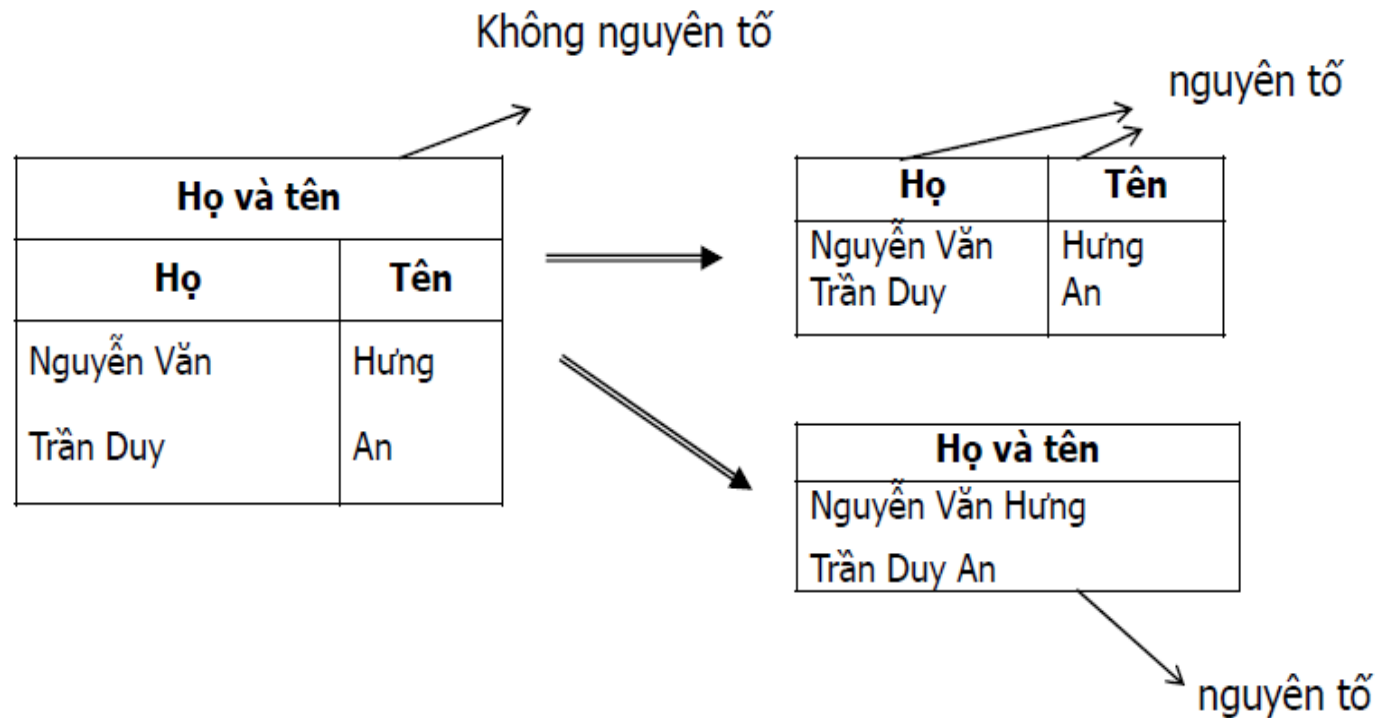 Không nguyên tố
nguyên tố
Họ và tên
Họ Tên
Nguyễn Văn Hưng
Trần Duy An
Họ Tên
Nguyễn Văn Hưng
Trần Duy An
Họ và tên
Nguyễn Văn Hưng
Trần Duy An
nguyên tố